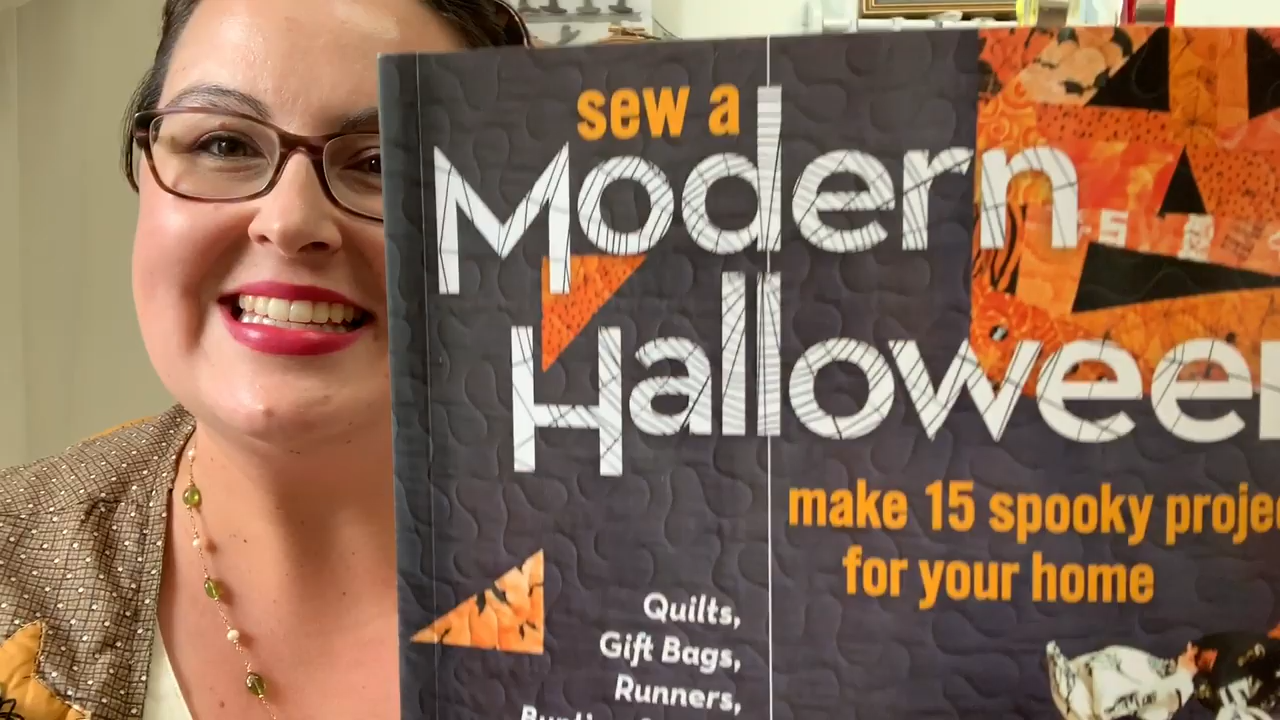 sew a
Modern
Hallowee
make 15 spooky proje
for your home
Quilts,
Gift Bags,
Runners,